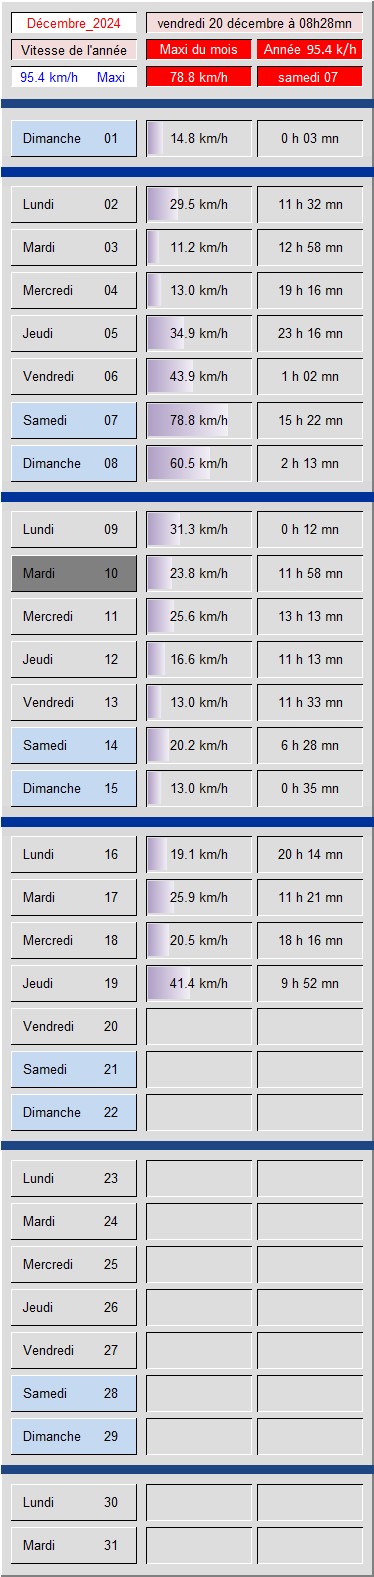 Décembre_2024 vendredi 20 décembre à 08h28mn
Vitesse de l'année Maxi du mois Année 95.4 k/h
95.4 km/h Maxi 78.8 km/h samedi 07
Dimanche 01 14.8 km/h 0 h 03 mn
Lundi 02 29.5 km/h 11 h 32 mn
Mardi 03 11.2 km/h 12 h 58 mn
Mercredi 04 13.0 km/h 19 h 16 mn
Jeudi 05 34.9 km/h 23 h 16 mn
Vendredi 06 43.9 km/h 1 h 02 mn
Samedi 07 78.8 km/h 15 h 22 mn
Dimanche 08 60.5 km/h 2 h 13 mn
Lundi 09 31.3 km/h 0 h 12 mn
Mardi 10 23.8 km/h 11 h 58 mn
Mercredi 11 25.6 km/h 13 h 13 mn
Jeudi 12 16.6 km/h 11 h 13 mn
Vendredi 13 13.0 km/h 11 h 33 mn
Samedi 14 20.2 km/h 6 h 28 mn
Dimanche 15 13.0 km/h 0 h 35 mn
Lundi 16 19.1 km/h 20 h 14 mn
Mardi 17 25.9 km/h 11 h 21 mn
Mercredi 18 20.5 km/h 18 h 16 mn
Jeudi 19 41.4 km/h 9 h 52 mn
Vendredi 20
Samedi 21
Dimanche 22
Lundi 23
Mardi 24
Mercredi 25
Jeudi 26
Vendredi 27
Samedi 28
Dimanche 29
Lundi 30
Mardi 31